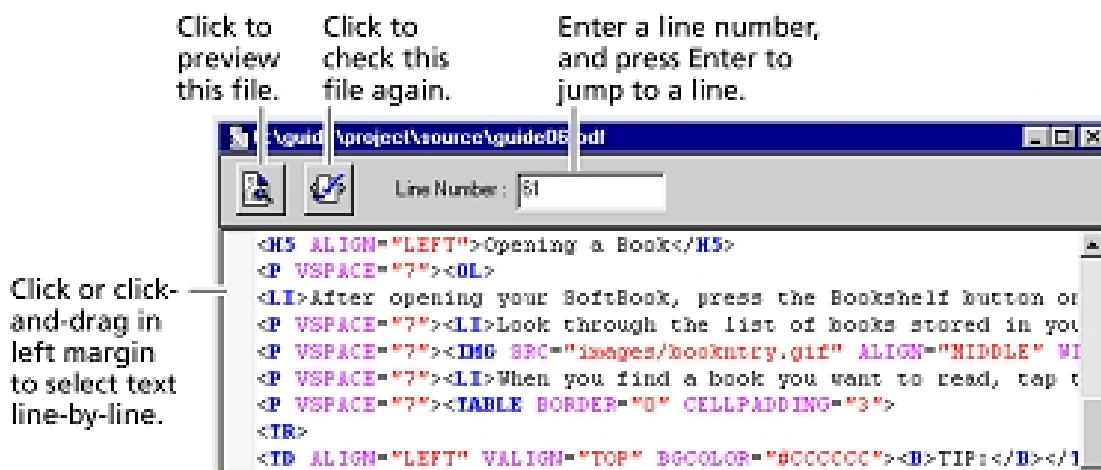 Click to
preview
this file.
Click to
check this
file again.
Enter a line number,
and press Enter to
jump to a line.
\project\source\guide06
Line Number : 61
<H5 ALIGN="LEFT">Opening a Book</H5>
<P VSPACE="7"><OL>
<LI>After opening your SoftBook, press the Bookshelf button
<P VSPACE="7"><LI>Look through the list of books stored in
<P VSPACE="7"><IMG SRC="images/bookntry.gif" ALIGN="MIDDLE"
<P VSPACE="7"><LI>When you find a book you want to read, tap
<P VSPACE="7"><TABLE BORDER="0" CELLPADDING="3">
<TR>
<TD ALIGN="LEFT" VALIGN="TOP" BGCOLOR="#CCCCCC"><B>TIP:</B>
Click or click-
and-drag in
left margin
to select text
line-by-line.